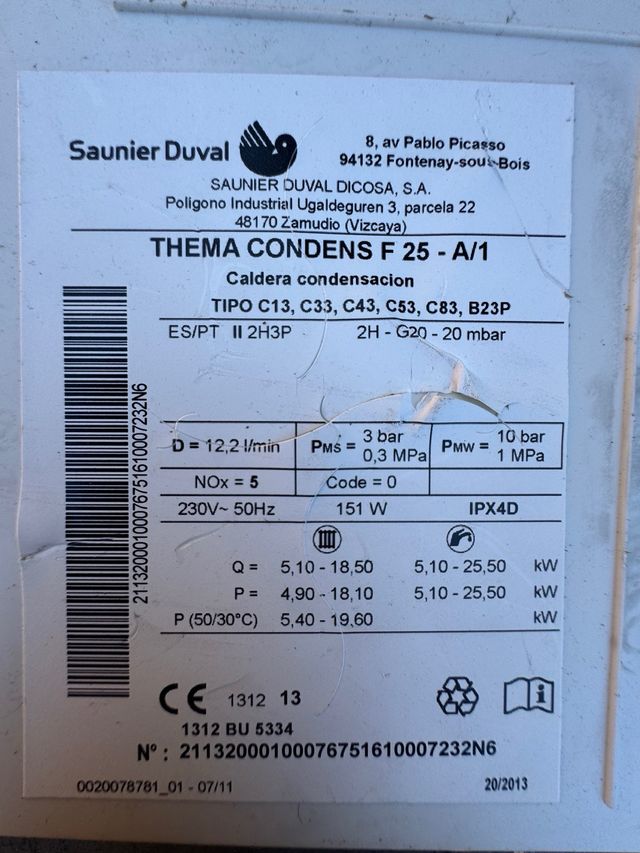 Saunier Duval
8, av Pablo Picasso
94132 Fontenay-sous-Bois
SAUNIER DUVAL DICOSA, S.A.
Poligono Industrial Ugaldeguren 3, parcela 22
48170 Zamudio (Vizcaya)
THEMA CONDENS F 25 - A/1
Caldera condensacion
TIPO C13, C33, C43, C53, C83, B23P
ES/PT II 2H3P 2H - G20 - 20 mbar
D = 12,2 l/min PMS = 3 bar 0,3 MPa PMW = 10 bar 1 MPa
NOx = 5 Code = 0
230V~ 50Hz 151 W IPX4D
Q = 5,10 - 18,50 5,10 - 25,50 kW
P = 4,90 - 18,10 5,10 - 25,50 kW
P (50/30°C) 5,40 - 19,60 kW
CE 1312 13
1312 BU 5334
N° : 21132000100076751610007232N6
0020078781_01 - 07/11 20/2013
21132000100076751610007232N6